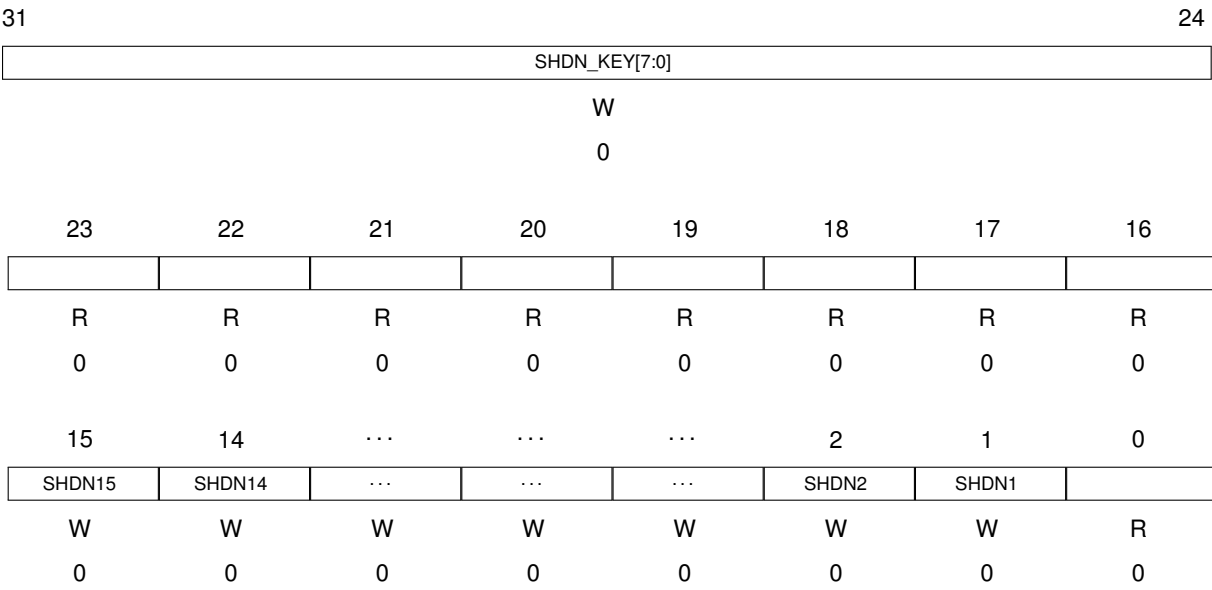 31 24
SHDN_KEY[7:0]
W
0
23 22 21 20 19 18 17 16
R R R R R R R R
0 0 0 0 0 0 0 0
15 14 ... ... ... 2 1 0
SHDN15 SHDN14 ... ... ... SHDN2 SHDN1
W W W W W W W R
0 0 0 0 0 0 0 0